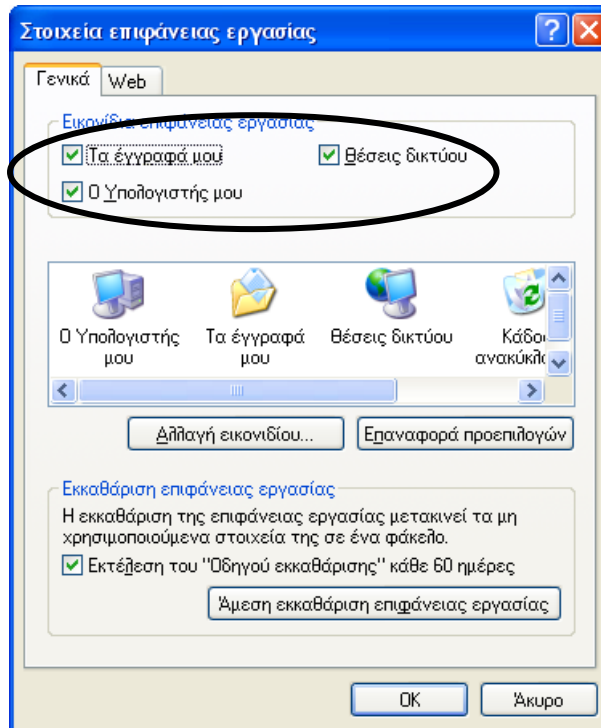 Στοιχεία επιφάνειας εργασίας
Γενικά Web
Εικονίδια επιφάνειας εργασίας
Τα έγγραφά μου Θέσεις δικτύου
Ο Υπολογιστής μου
Ο Υπολογιστής μου
Τα έγγραφά μου
Θέσεις δικτύου
Κάδο
ανακύκλ
Αλλαγή εικονιδίου...
Επαναφορά προεπιλογών
Εκκαθάριση επιφάνειας εργασίας
Η εκκαθάριση της επιφάνειας εργασίας μετακινεί τα μη
χρησιμοποιούμενα στοιχεία της σε ένα φάκελο.
Εκτέλεση του "Οδηγού εκκαθάρισης" κάθε 60 ημέρες
Άμεση εκκαθάριση επιφάνειας εργασίας
OK Άκυρο